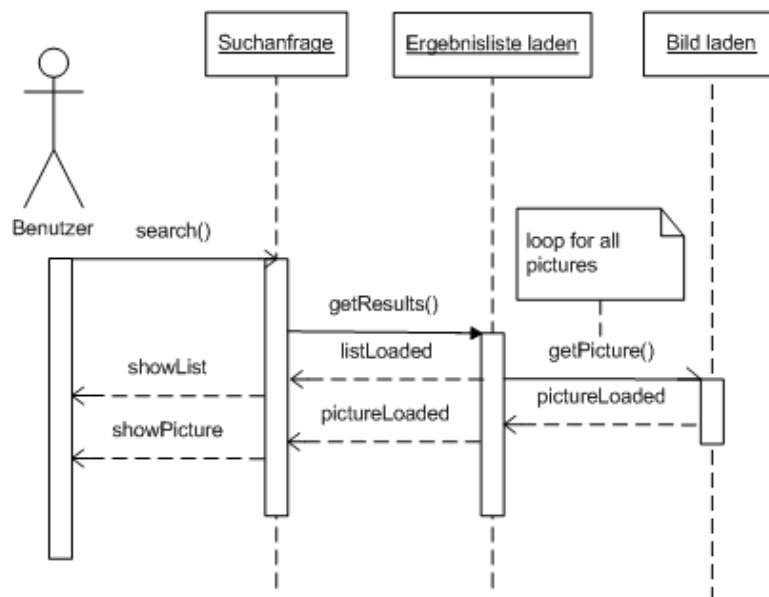 Suchanfrage
Ergebnisliste laden
Bild laden
Benutzer
search()
loop for all
pictures
getResults()
listLoaded
getPicture()
showList
pictureLoaded
pictureLoaded
showPicture